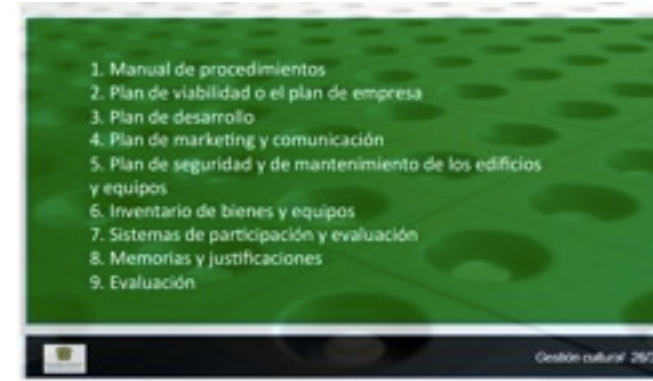 1. Manual de procedimientos
2. Plan de viabilidad o el plan de empresa
3. Plan de desarrollo
4. Plan de marketing y comunicación
5. Plan de seguridad y de mantenimiento de los edificios
y equipos
6. Inventario de bienes y equipos
7. Sistemas de participación y evaluación
8. Memorias y justificaciones
9. Evaluación
Gestión cultural